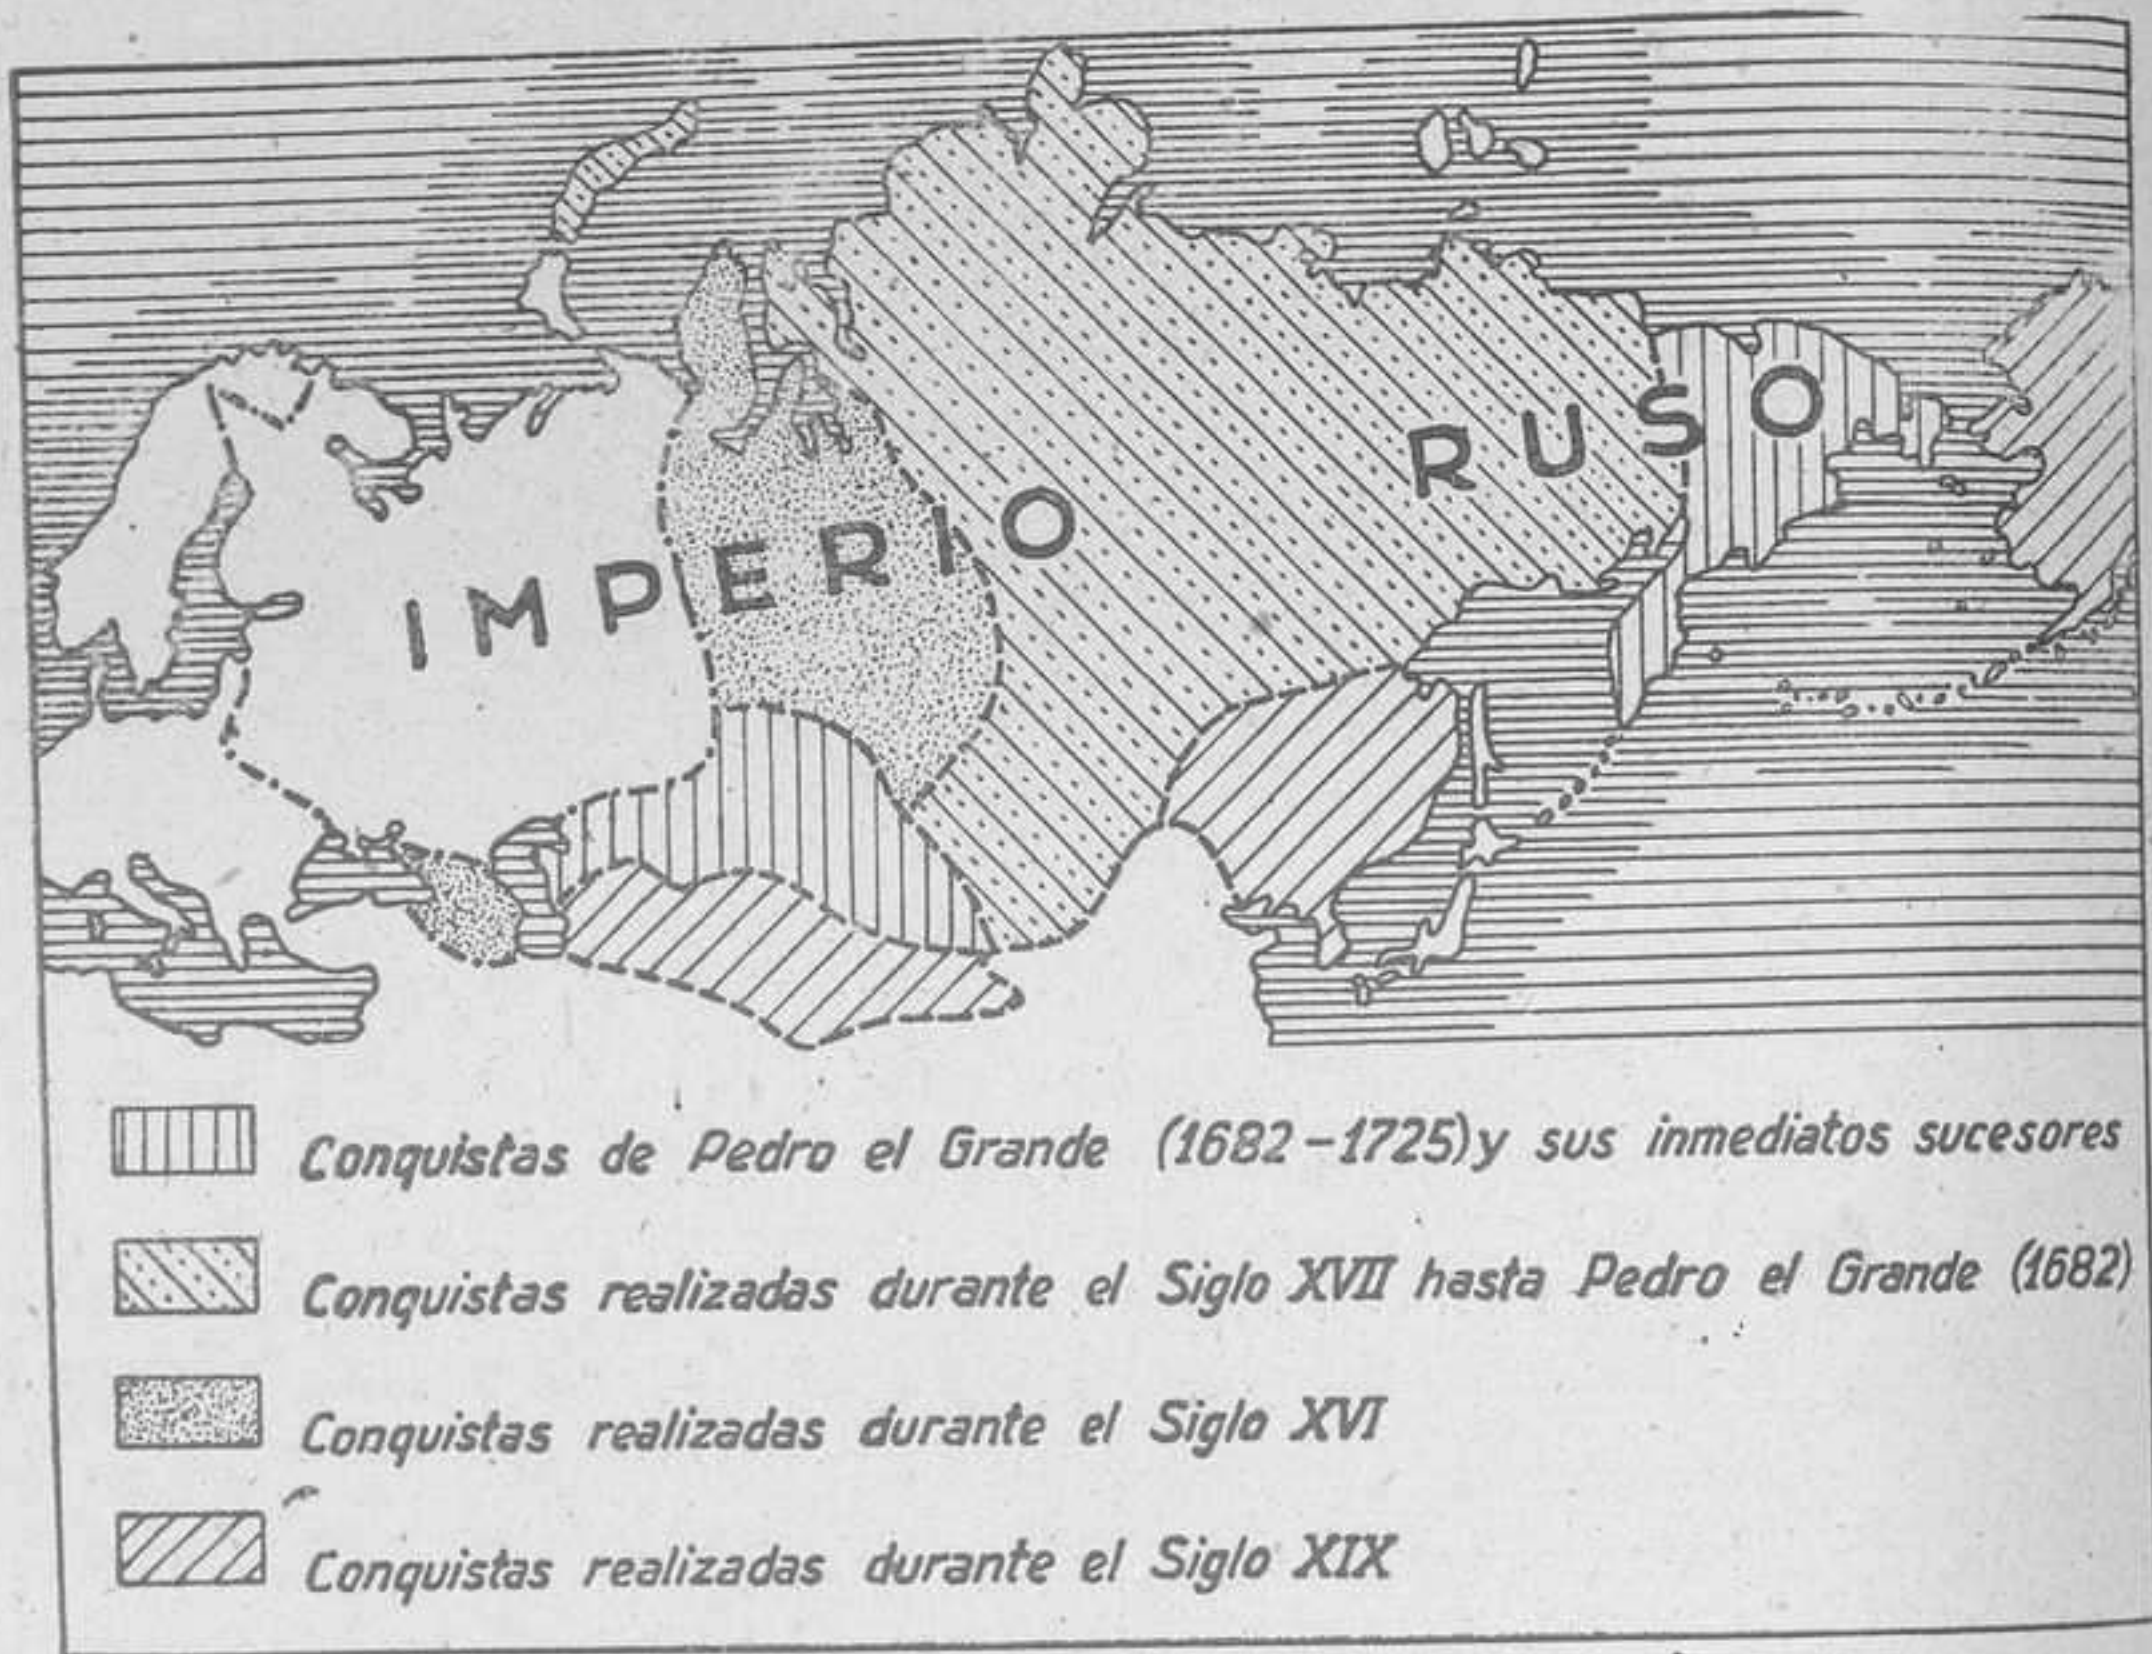 IMPERIO RUSO
Conquistas de Pedro el Grande (1682-1725) y sus inmediatos sucesores
Conquistas realizadas durante el Siglo XVII hasta Pedro el Grande (1682)
Conquistas realizadas durante el Siglo XVI
Conquistas realizadas durante el Siglo XIX